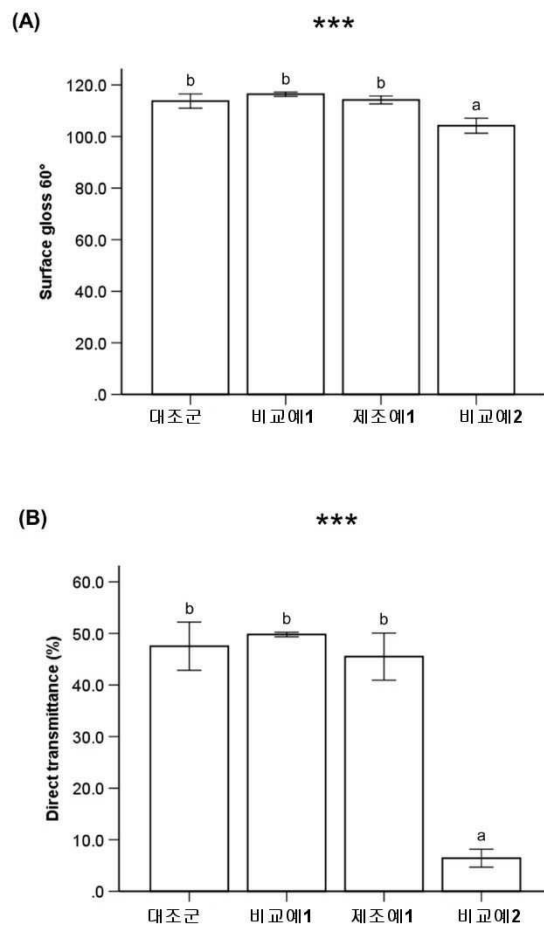 (A)
***
b
b
b
a
120.0
100.0
80.0
60.0
40.0
20.0
.0
Surface gloss 60°
대조군 비교예1 제조예1 비교예2
(B)
***
b
b
b
a
60.0
50.0
40.0
30.0
20.0
10.0
.0
Direct transmittance (%)
대조군 비교예1 제조예1 비교예2